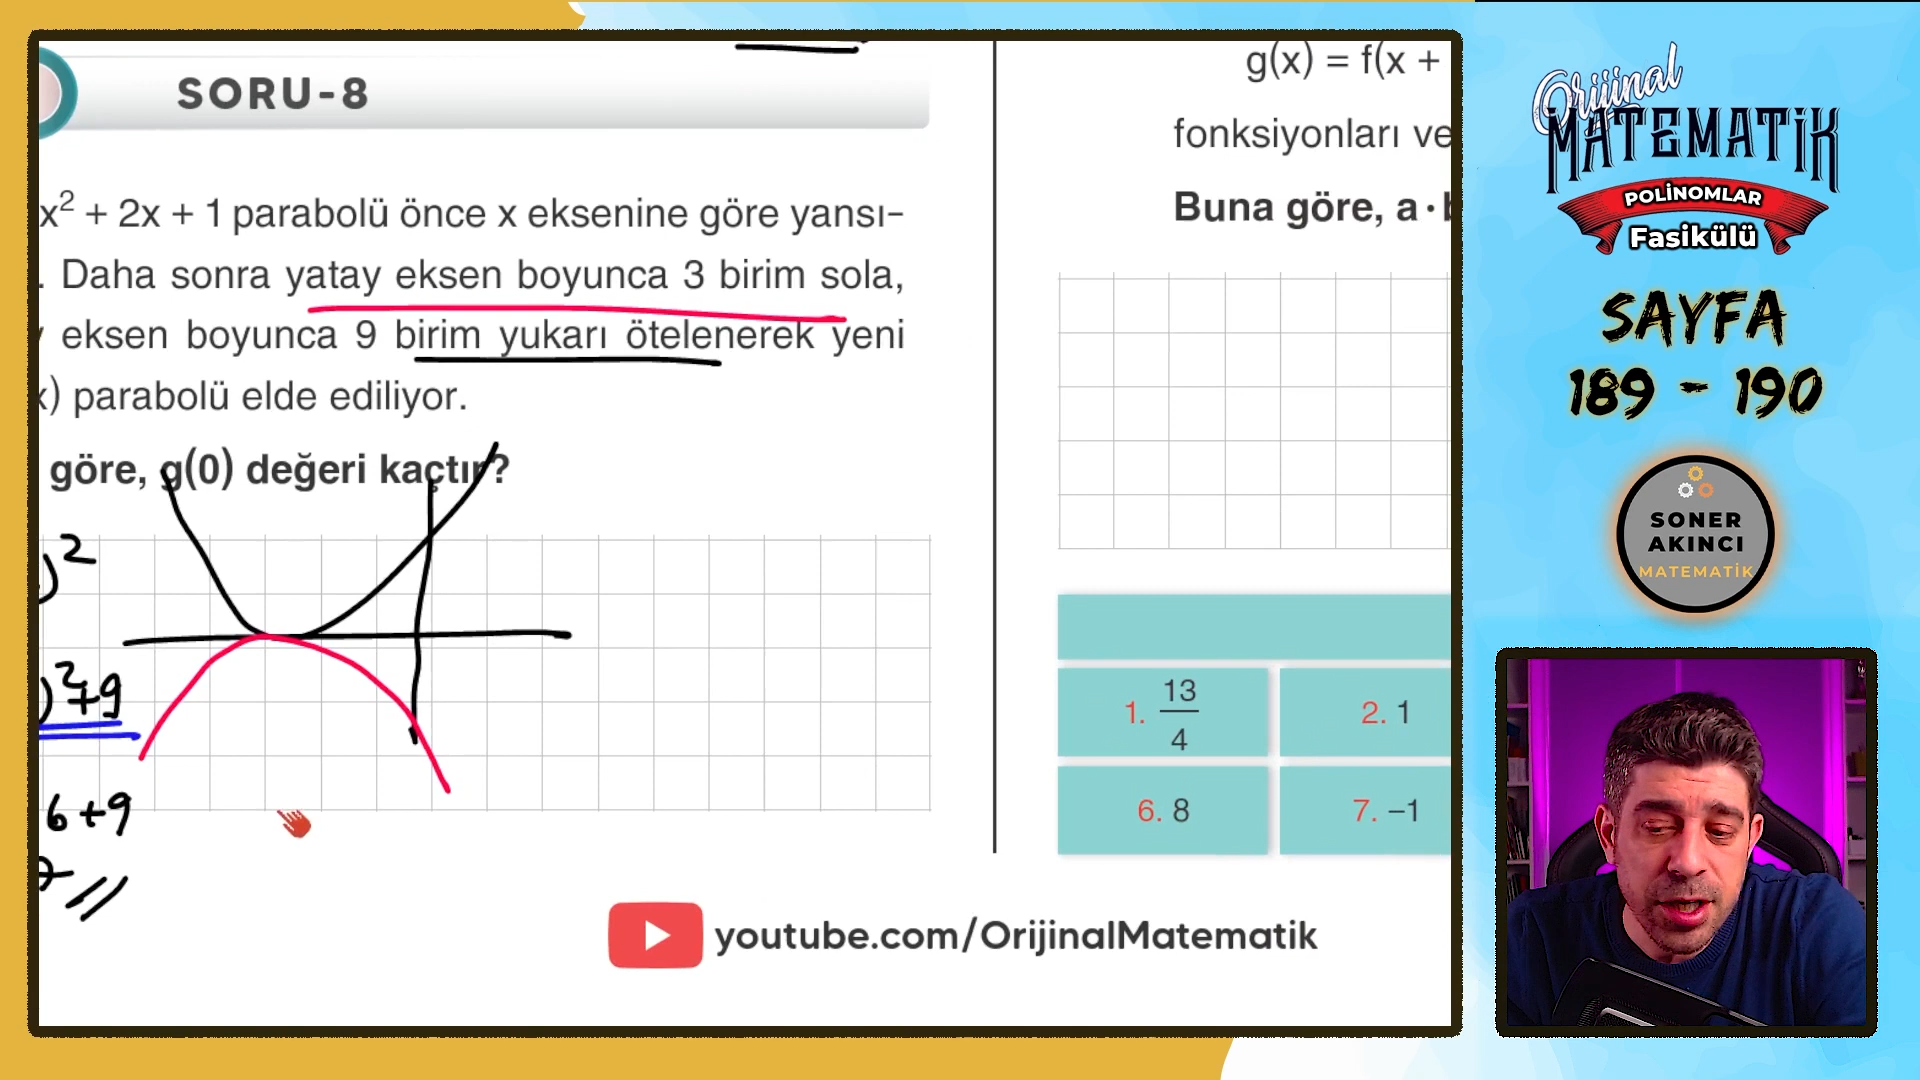 SORU-8
x² + 2x + 1 parabolü önce x eksenine göre yansı-
. Daha sonra yatay eksen boyunca 3 birim sola,
eksen boyunca 9 birim yukarı ötelenerek yeni
x) parabolü elde ediliyor.
göre, g(0) değeri kaçtır?
)²
)²+9
6+9
g(x) = f(x +
fonksiyonları ve
Buna göre, a·b
1. 13/4
2. 1
6. 8
7. –1
youtube.com/OrijinalMatematik
Orijinal
MATEMATİK
POLİNOMLAR
Fasikülü
SAYFA
189 - 190
SONER
AKINCI
MATEMATİK